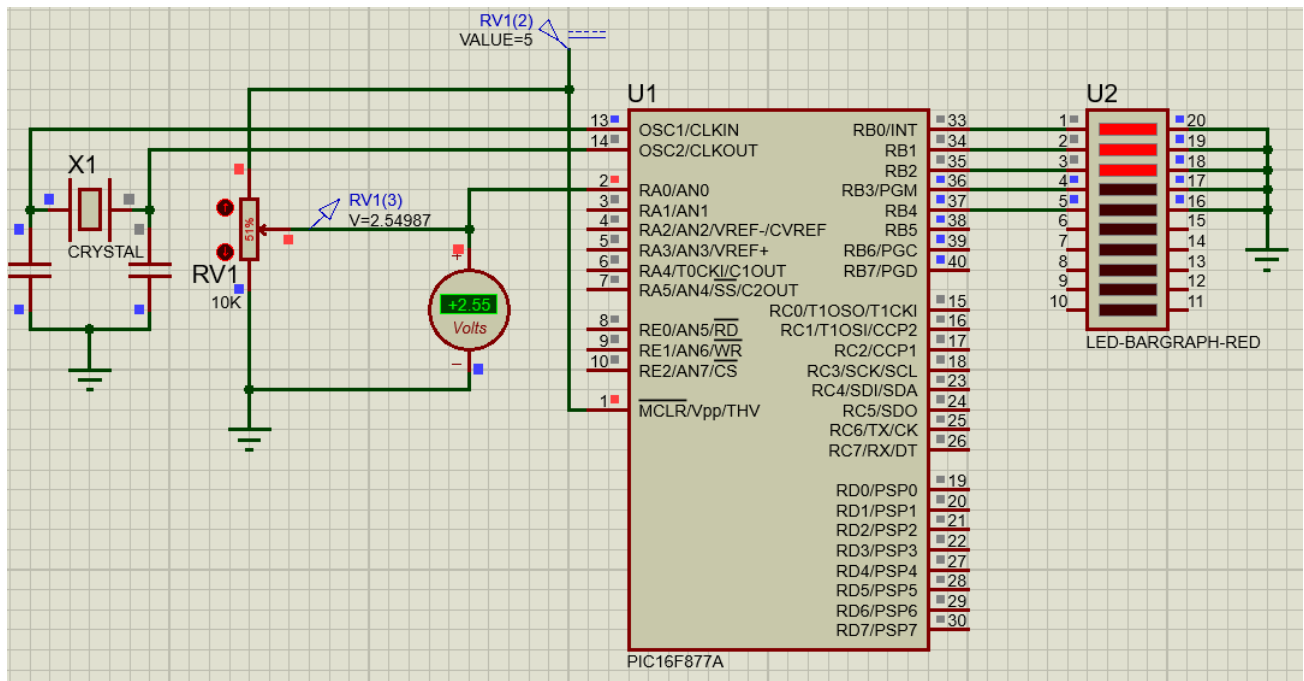 RV1(2)
VALUE=5
X1
CRYSTAL
51%
RV1
10K
RV1(3)
V=2.54987
+
+2.55
Volts
−
U1
13 OSC1/CLKIN
14 OSC2/CLKOUT
2 RA0/AN0
3 RA1/AN1
4 RA2/AN2/VREF-/CVREF
5 RA3/AN3/VREF+
6 RA4/T0CKI/C1OUT
7 RA5/AN4/SS/C2OUT
8 RE0/AN5/RD
9 RE1/AN6/WR
10 RE2/AN7/CS
1 MCLR/Vpp/THV
RB0/INT 33
RB1 34
RB2 35
RB3/PGM 36
RB4 37
RB5 38
RB6/PGC 39
RB7/PGD 40
RC0/T1OSO/T1CKI 15
RC1/T1OSI/CCP2 16
RC2/CCP1 17
RC3/SCK/SCL 18
RC4/SDI/SDA 23
RC5/SDO 24
RC6/TX/CK 25
RC7/RX/DT 26
RD0/PSP0 19
RD1/PSP1 20
RD2/PSP2 21
RD3/PSP3 22
RD4/PSP4 27
RD5/PSP5 28
RD6/PSP6 29
RD7/PSP7 30
PIC16F877A
U2
1 20
2 19
3 18
4 17
5 16
6 15
7 14
8 13
9 12
10 11
LED-BARGRAPH-RED